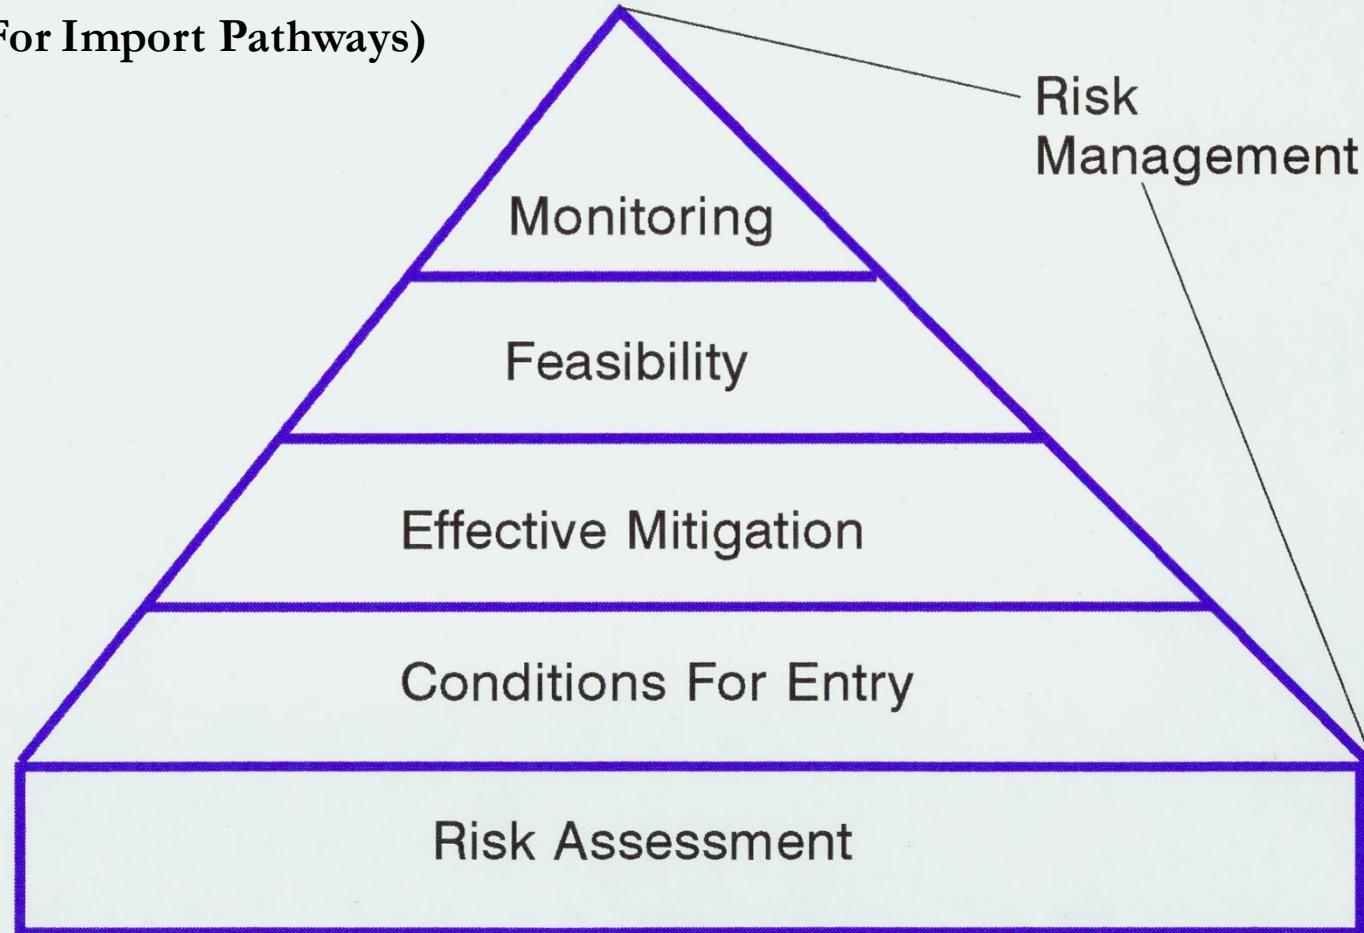 For Import Pathways)
Risk
Management
Monitoring
Feasibility
Effective Mitigation
Conditions For Entry
Risk Assessment